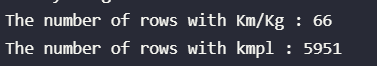 The number of rows with Km/Kg : 66
The number of rows with kmpl : 5951